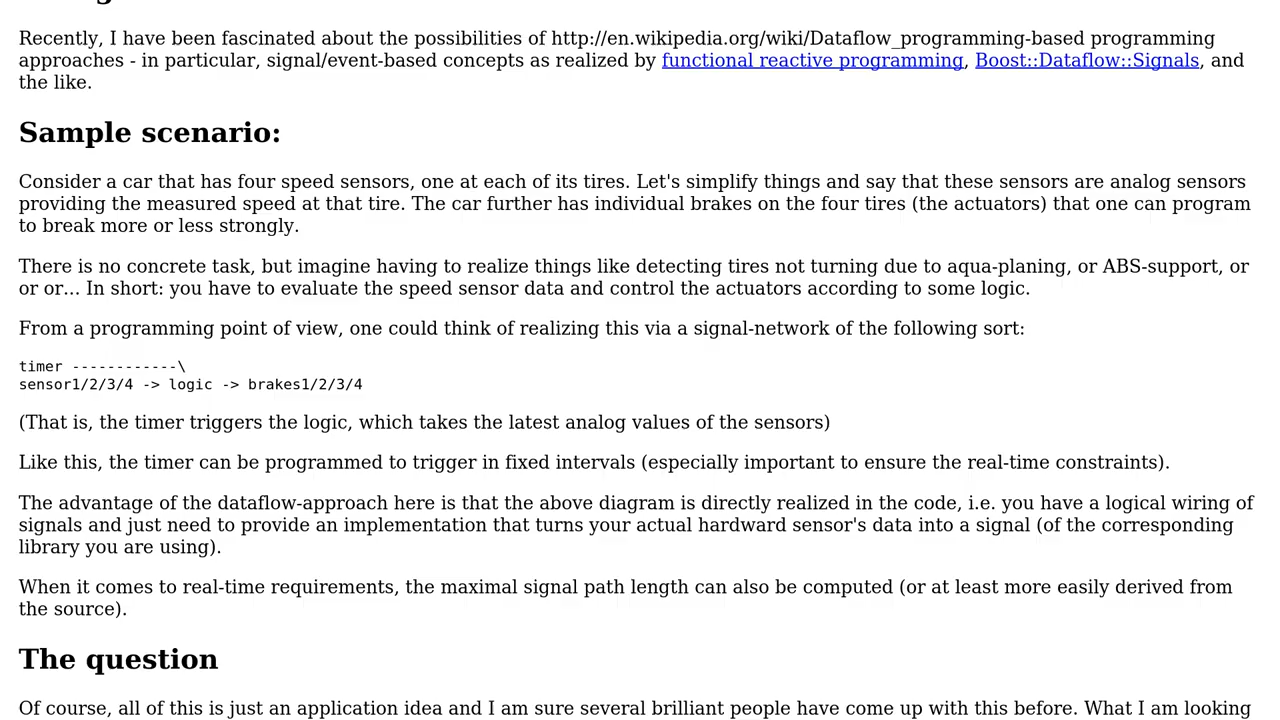 Recently, I have been fascinated about the possibilities of http://en.wikipedia.org/wiki/Dataflow_programming-based programming
approaches - in particular, signal/event-based concepts as realized by functional reactive programming, Boost::Dataflow::Signals, and
the like.
Sample scenario:
Consider a car that has four speed sensors, one at each of its tires. Let's simplify things and say that these sensors are analog sensors
providing the measured speed at that tire. The car further has individual brakes on the four tires (the actuators) that one can program
to break more or less strongly.
There is no concrete task, but imagine having to realize things like detecting tires not turning due to aqua-planing, or ABS-support, or
or or... In short: you have to evaluate the speed sensor data and control the actuators according to some logic.
From a programming point of view, one could think of realizing this via a signal-network of the following sort:
timer ------------\
sensor1/2/3/4 -> logic -> brakes1/2/3/4
(That is, the timer triggers the logic, which takes the latest analog values of the sensors)
Like this, the timer can be programmed to trigger in fixed intervals (especially important to ensure the real-time constraints).
The advantage of the dataflow-approach here is that the above diagram is directly realized in the code, i.e. you have a logical wiring of
signals and just need to provide an implementation that turns your actual hardward sensor's data into a signal (of the corresponding
library you are using).
When it comes to real-time requirements, the maximal signal path length can also be computed (or at least more easily derived from
the source).
The question
Of course, all of this is just an application idea and I am sure several brilliant people have come up with this before. What I am looking